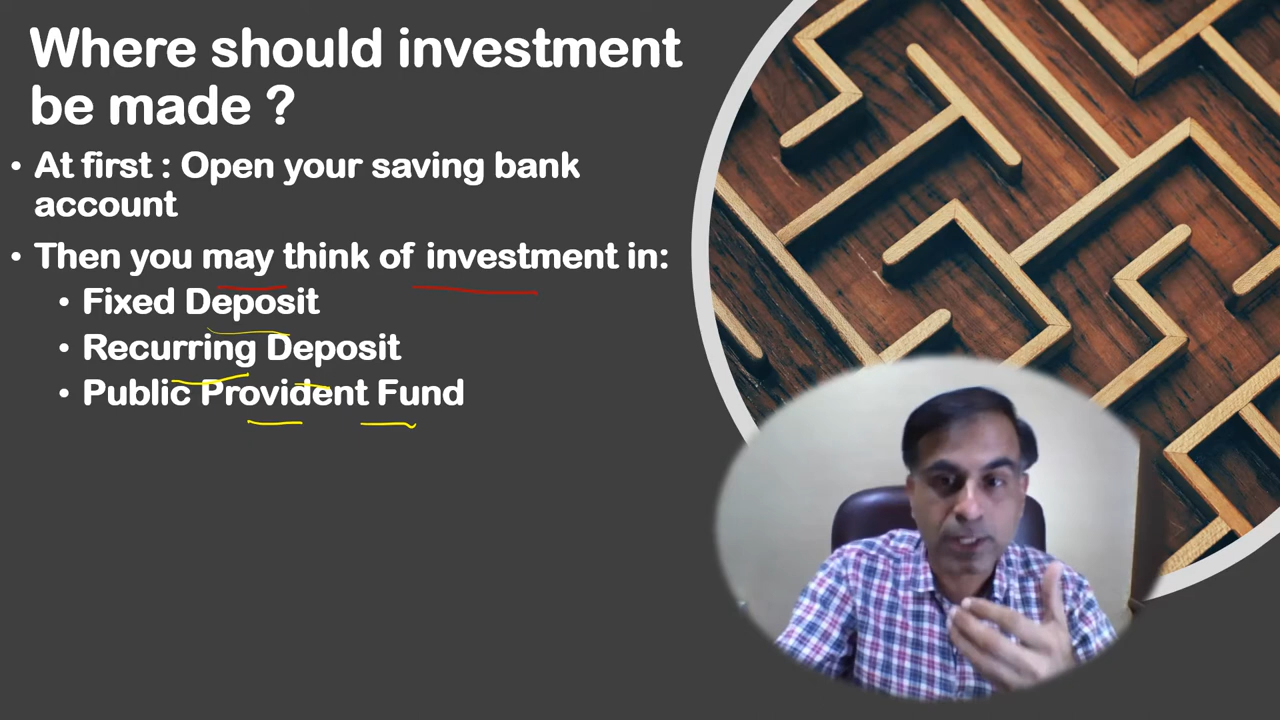 Where should investment
be made ?
• At first : Open your saving bank
account
• Then you may think of investment in:
• Fixed Deposit
• Recurring Deposit
• Public Provident Fund